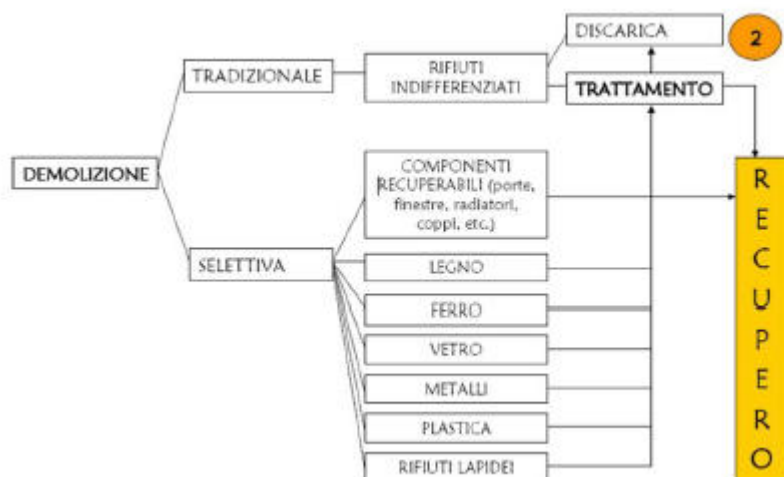 DISCARICA
2
TRADIZIONALE
RIFIUTI
INDIFFERENZIATI
TRATTAMENTO
DEMOLIZIONE
COMPONENTI
RECUPERABILI (porte,
finestre, radiatori,
coppi, etc.)
SELETTIVA
LEGNO
FERRO
VETRO
METALLI
PLASTICA
RIFIUTI LAPIDEI
R
E
C
U
P
E
R
O